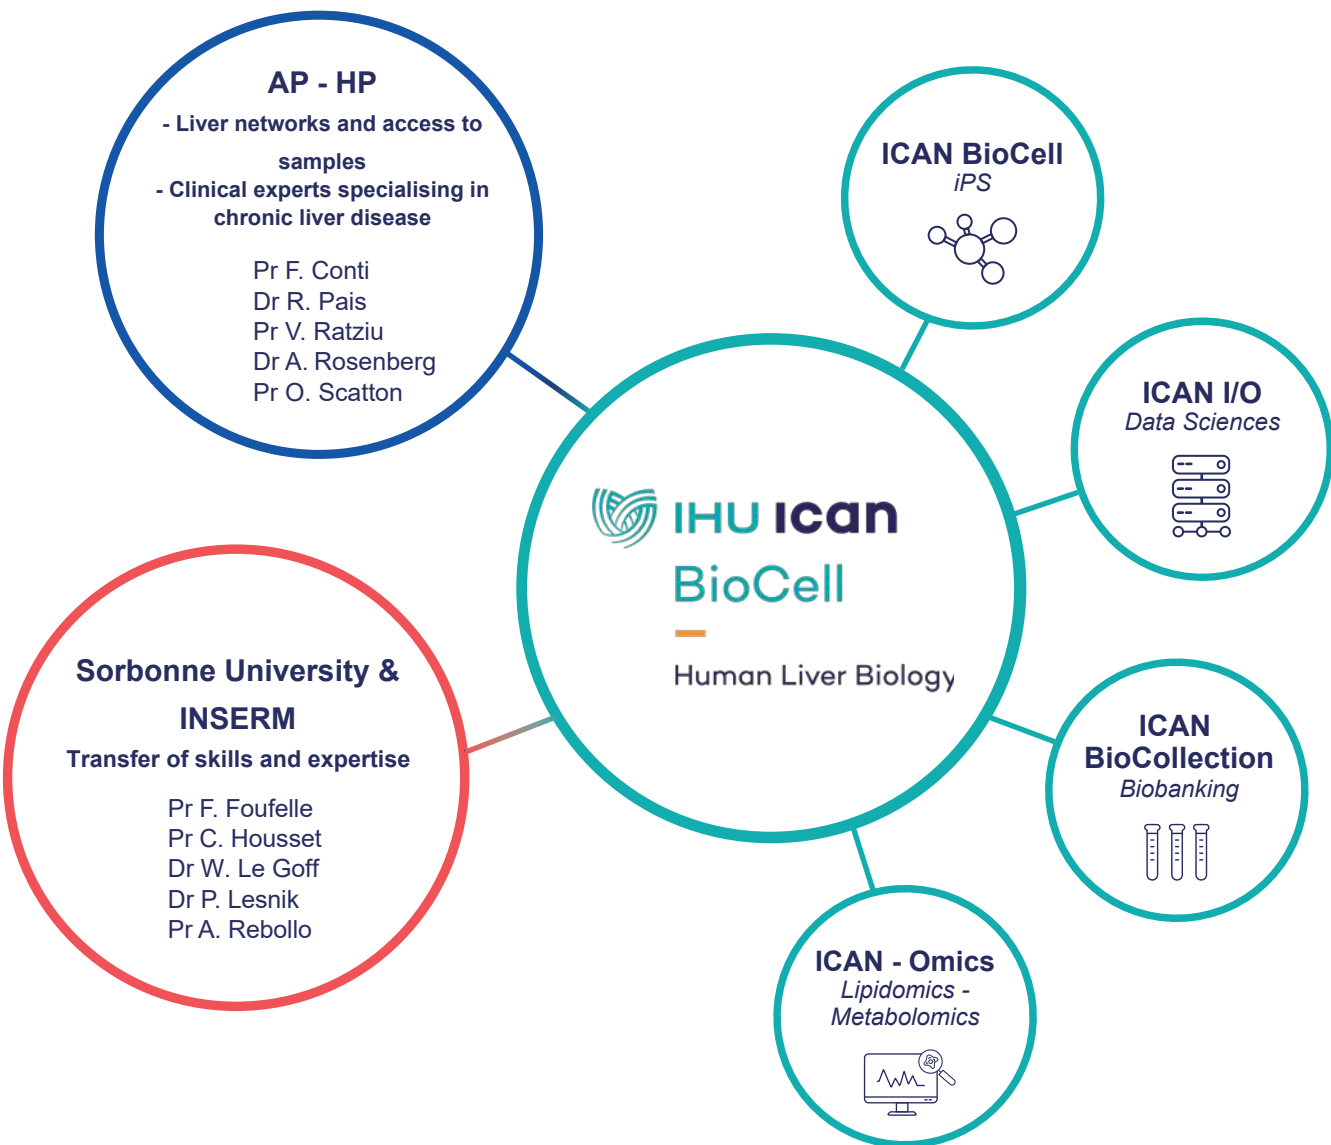 AP - HP
- Liver networks and access to
samples
- Clinical experts specialising in
chronic liver disease
Pr F. Conti
Dr R. Pais
Pr V. Ratziu
Dr A. Rosenberg
Pr O. Scatton
ICAN BioCell
iPS
ICAN I/O
Data Sciences
IHU ICAN
BioCell
Human Liver Biology
Sorbonne University &
INSERM
Transfer of skills and expertise
Pr F. Foufelle
Pr C. Housset
Dr W. Le Goff
Dr P. Lesnik
Pr A. Rebollo
ICAN
BioCollection
Biobanking
ICAN - Omics
Lipidomics -
Metabolomics